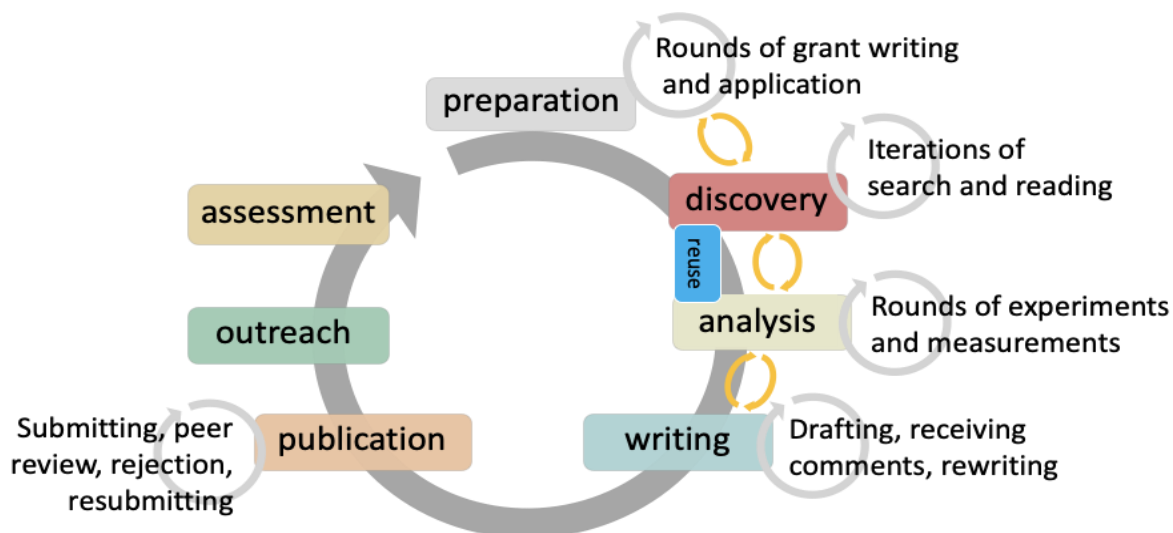 Rounds of grant writing
and application
preparation
Iterations of
search and reading
discovery
reuse
Rounds of experiments
and measurements
analysis
Drafting, receiving
comments, rewriting
writing
publication
Submitting, peer
review, rejection,
resubmitting
outreach
assessment